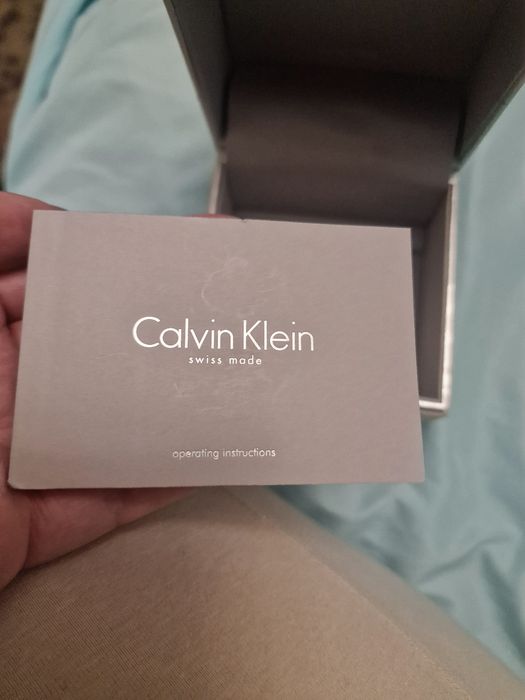 Calvin Klein
swiss made
operating instructions